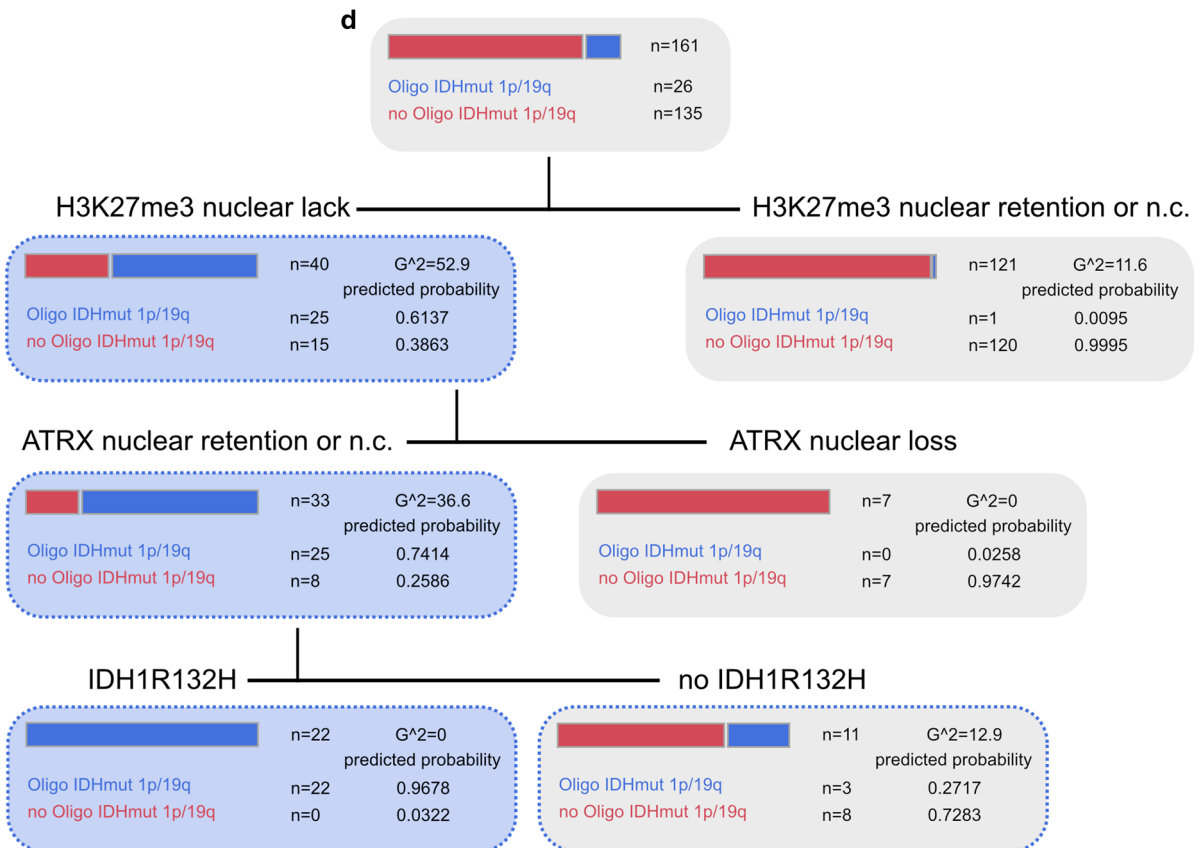 d
n=161
Oligo IDHmut 1p/19q n=26
no Oligo IDHmut 1p/19q n=135
H3K27me3 nuclear lack
H3K27me3 nuclear retention or n.c.
n=40 G^2=52.9
predicted probability
Oligo IDHmut 1p/19q n=25 0.6137
no Oligo IDHmut 1p/19q n=15 0.3863
n=121 G^2=11.6
predicted probability
Oligo IDHmut 1p/19q n=1 0.0095
no Oligo IDHmut 1p/19q n=120 0.9995
ATRX nuclear retention or n.c.
ATRX nuclear loss
n=33 G^2=36.6
predicted probability
Oligo IDHmut 1p/19q n=25 0.7414
no Oligo IDHmut 1p/19q n=8 0.2586
n=7 G^2=0
predicted probability
Oligo IDHmut 1p/19q n=0 0.0258
no Oligo IDHmut 1p/19q n=7 0.9742
IDH1R132H
no IDH1R132H
n=22 G^2=0
predicted probability
Oligo IDHmut 1p/19q n=22 0.9678
no Oligo IDHmut 1p/19q n=0 0.0322
n=11 G^2=12.9
predicted probability
Oligo IDHmut 1p/19q n=3 0.2717
no Oligo IDHmut 1p/19q n=8 0.7283